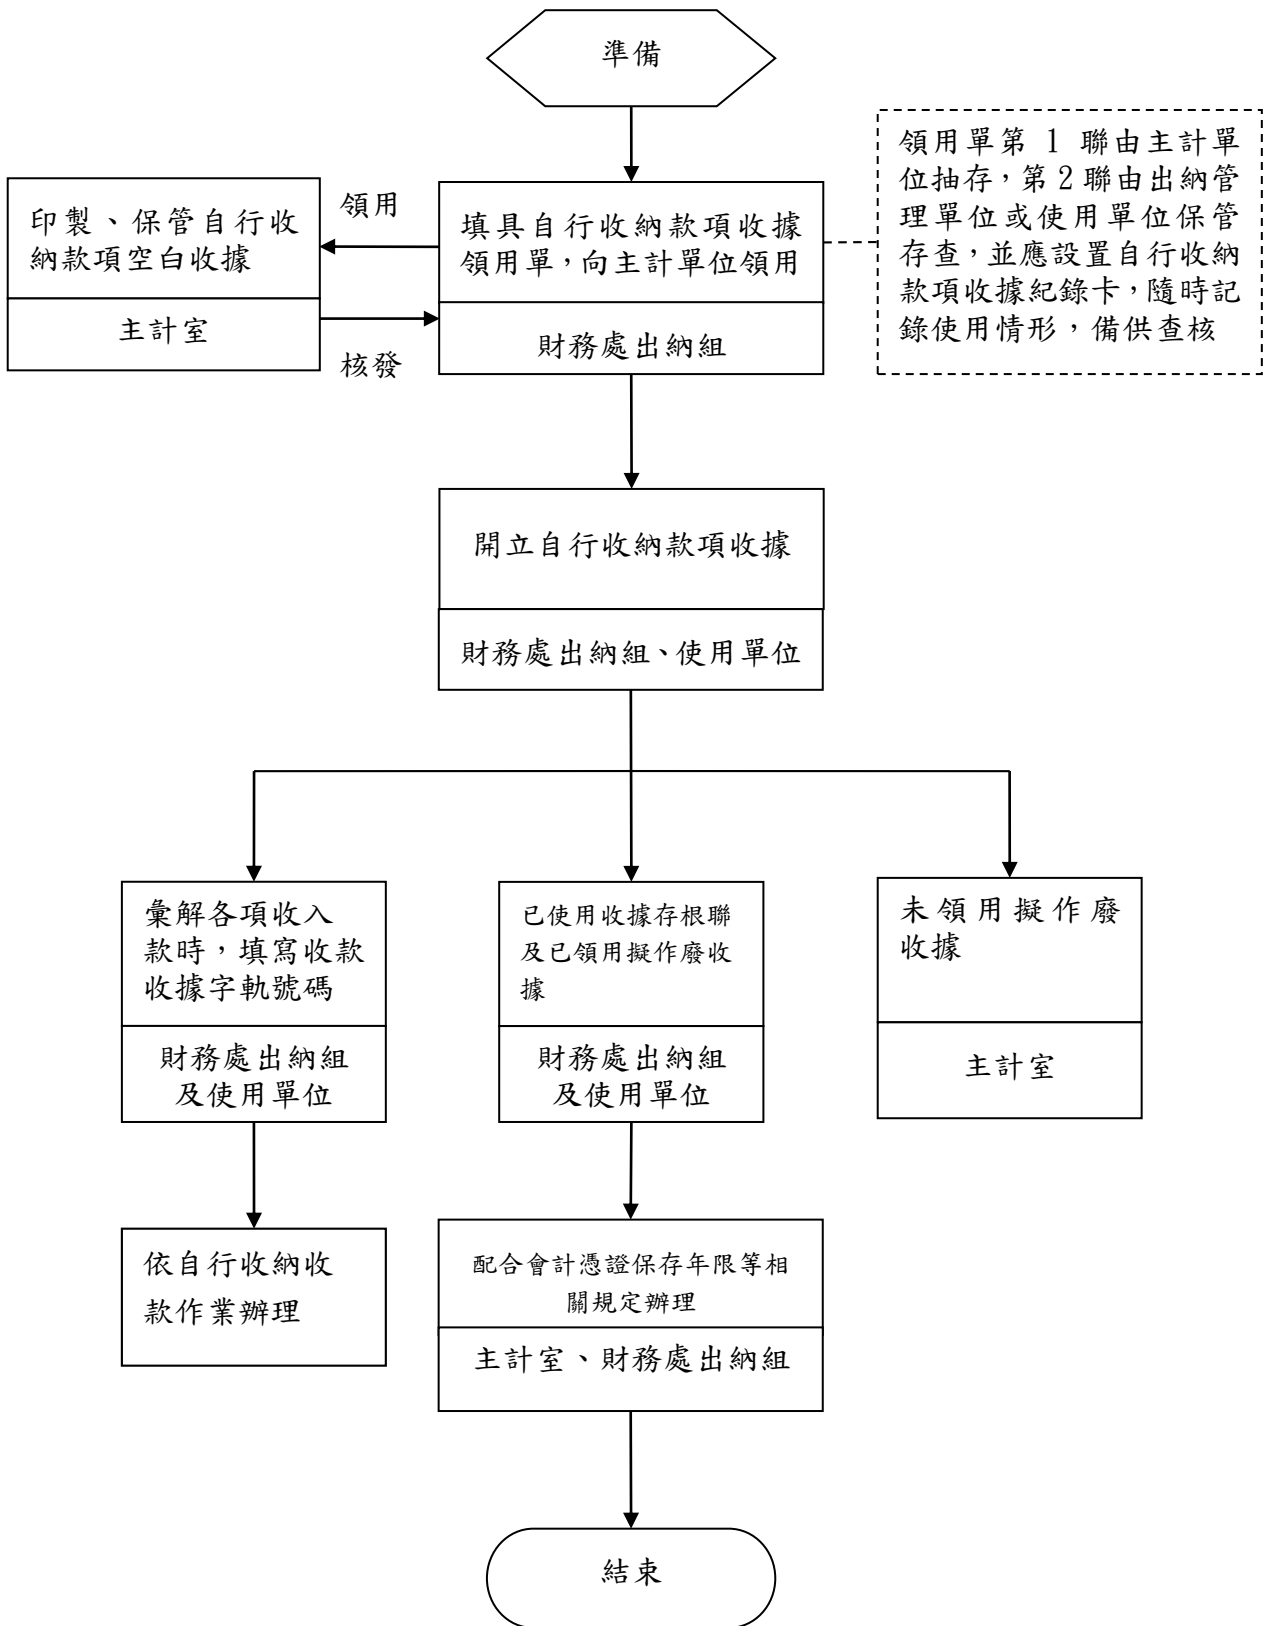 準備
領用單第 1 聯由主計單
位抽存，第 2 聯由出納管
理單位或使用單位保管
存查，並應設置自行收納
款項收據紀錄卡，隨時記
錄使用情形，備供查核
印製、保管自行收
納款項空白收據
主計室
領用
核發
填具自行收納款項收據
領用單，向主計單位領用
財務處出納組
開立自行收納款項收據
財務處出納組、使用單位
彙解各項收入
款時，填寫收款
收據字軌號碼
財務處出納組
及使用單位
已使用收據存根聯
及已領用擬作廢收
據
財務處出納組
及使用單位
未領用擬作廢
收據
主計室
依自行收納收
款作業辦理
配合會計憑證保存年限等相
關規定辦理
主計室、財務處出納組
結束